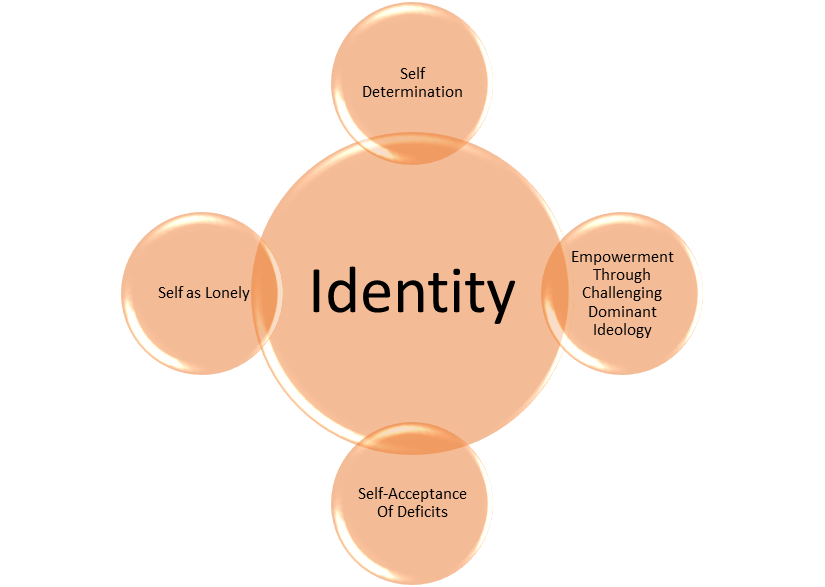 Self
Determination
Self as Lonely
Identity
Empowerment
Through
Challenging
Dominant
Ideology
Self-Acceptance
Of Deficits